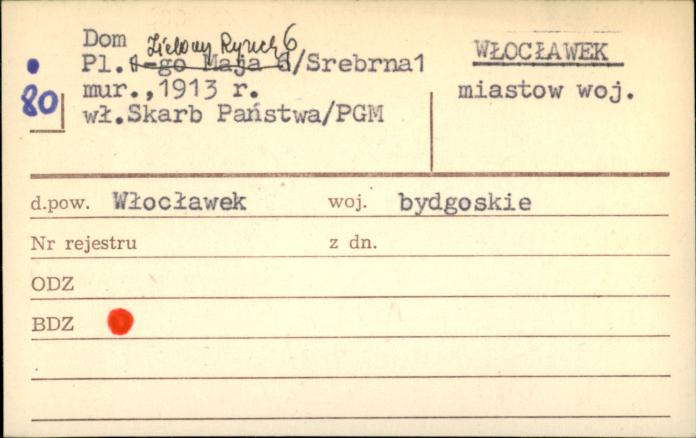 Dom Zielony Rynek 6
Pl. 1-go Maja 6/Srebrna1
mur.,1913 r.
wł.Skarb Państwa/PGM
80
WŁOCŁAWEK
miastow woj.
d.pow. Włocławek woj. bydgoskie
Nr rejestru z dn.
ODZ
BDZ